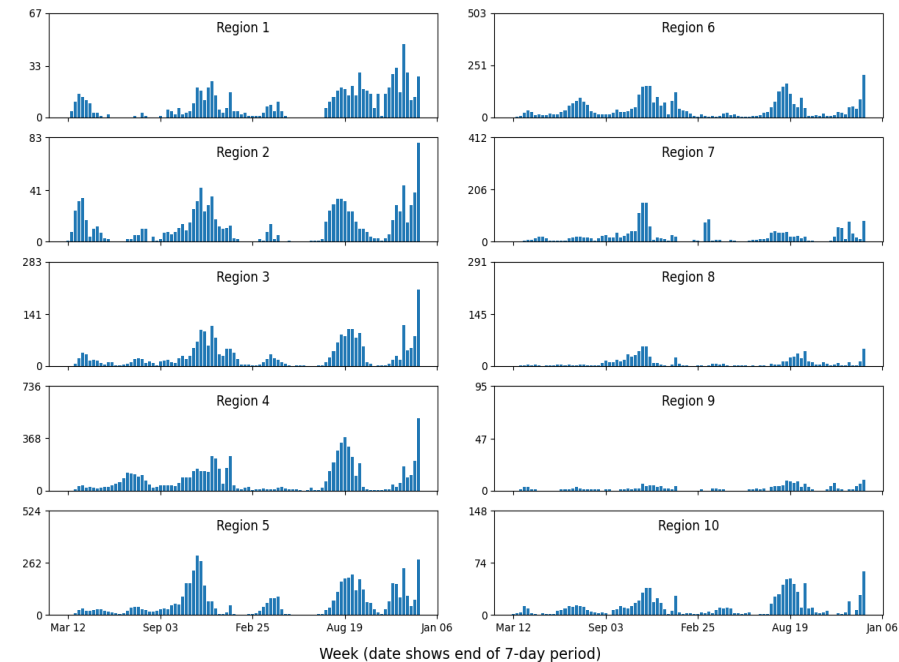 67
33
0
Region 1
503
251
0
Region 6
83
41
0
Region 2
412
206
0
Region 7
283
141
0
Region 3
291
145
0
Region 8
736
368
0
Region 4
95
47
0
Region 9
524
262
0
Region 5
148
74
0
Region 10
Mar 12 Sep 03 Feb 25 Aug 19 Jan 06
Mar 12 Sep 03 Feb 25 Aug 19 Jan 06
Week (date shows end of 7-day period)